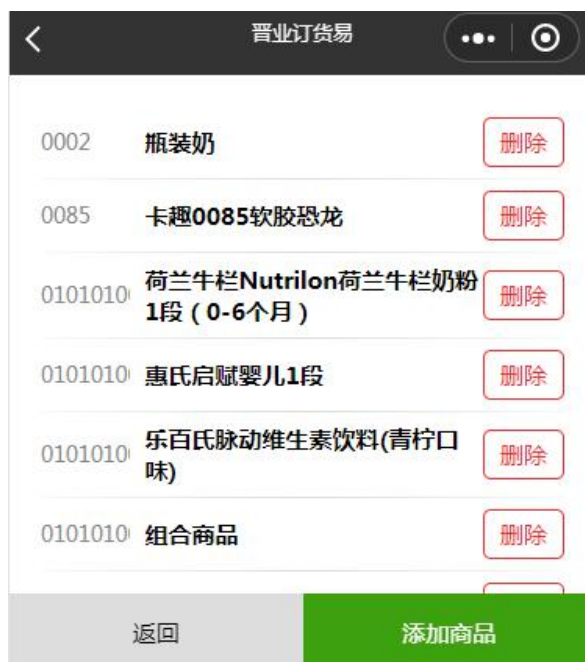 晋业订货易
0002 瓶装奶 删除
0085 卡趣0085软胶恐龙 删除
荷兰牛栏Nutrilon荷兰牛栏奶粉
0101010 1段（0-6个月） 删除
0101010 惠氏启赋婴儿1段 删除
乐百氏脉动维生素饮料(青柠口
0101010 味) 删除
0101010 组合商品 删除
返回 添加商品